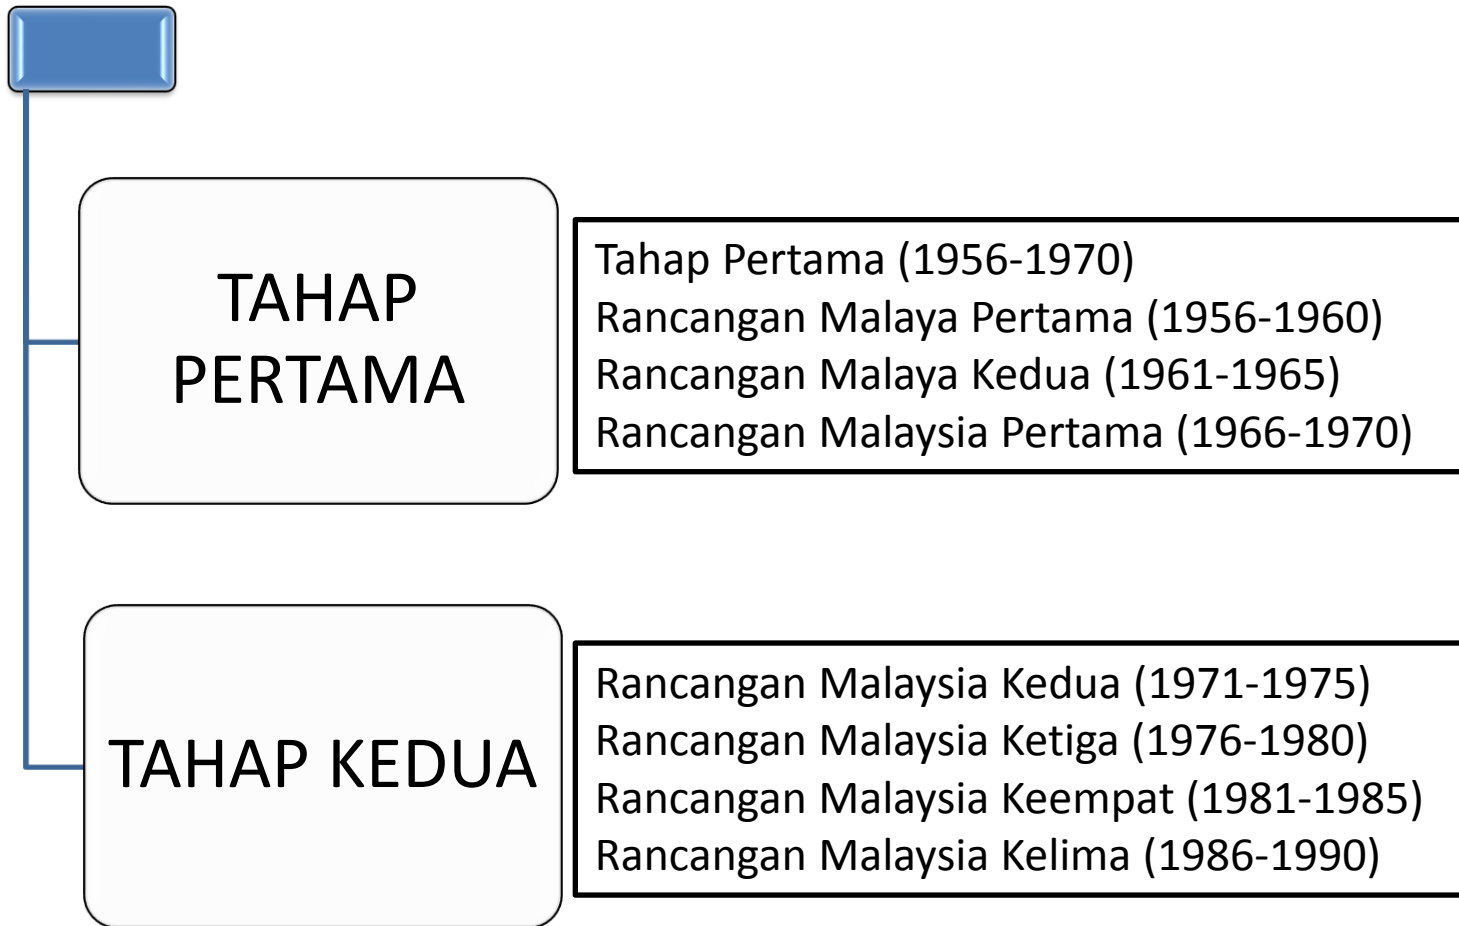 TAHAP
PERTAMA
Tahap Pertama (1956-1970)
Rancangan Malaya Pertama (1956-1960)
Rancangan Malaya Kedua (1961-1965)
Rancangan Malaysia Pertama (1966-1970)
TAHAP KEDUA
Rancangan Malaysia Kedua (1971-1975)
Rancangan Malaysia Ketiga (1976-1980)
Rancangan Malaysia Keempat (1981-1985)
Rancangan Malaysia Kelima (1986-1990)